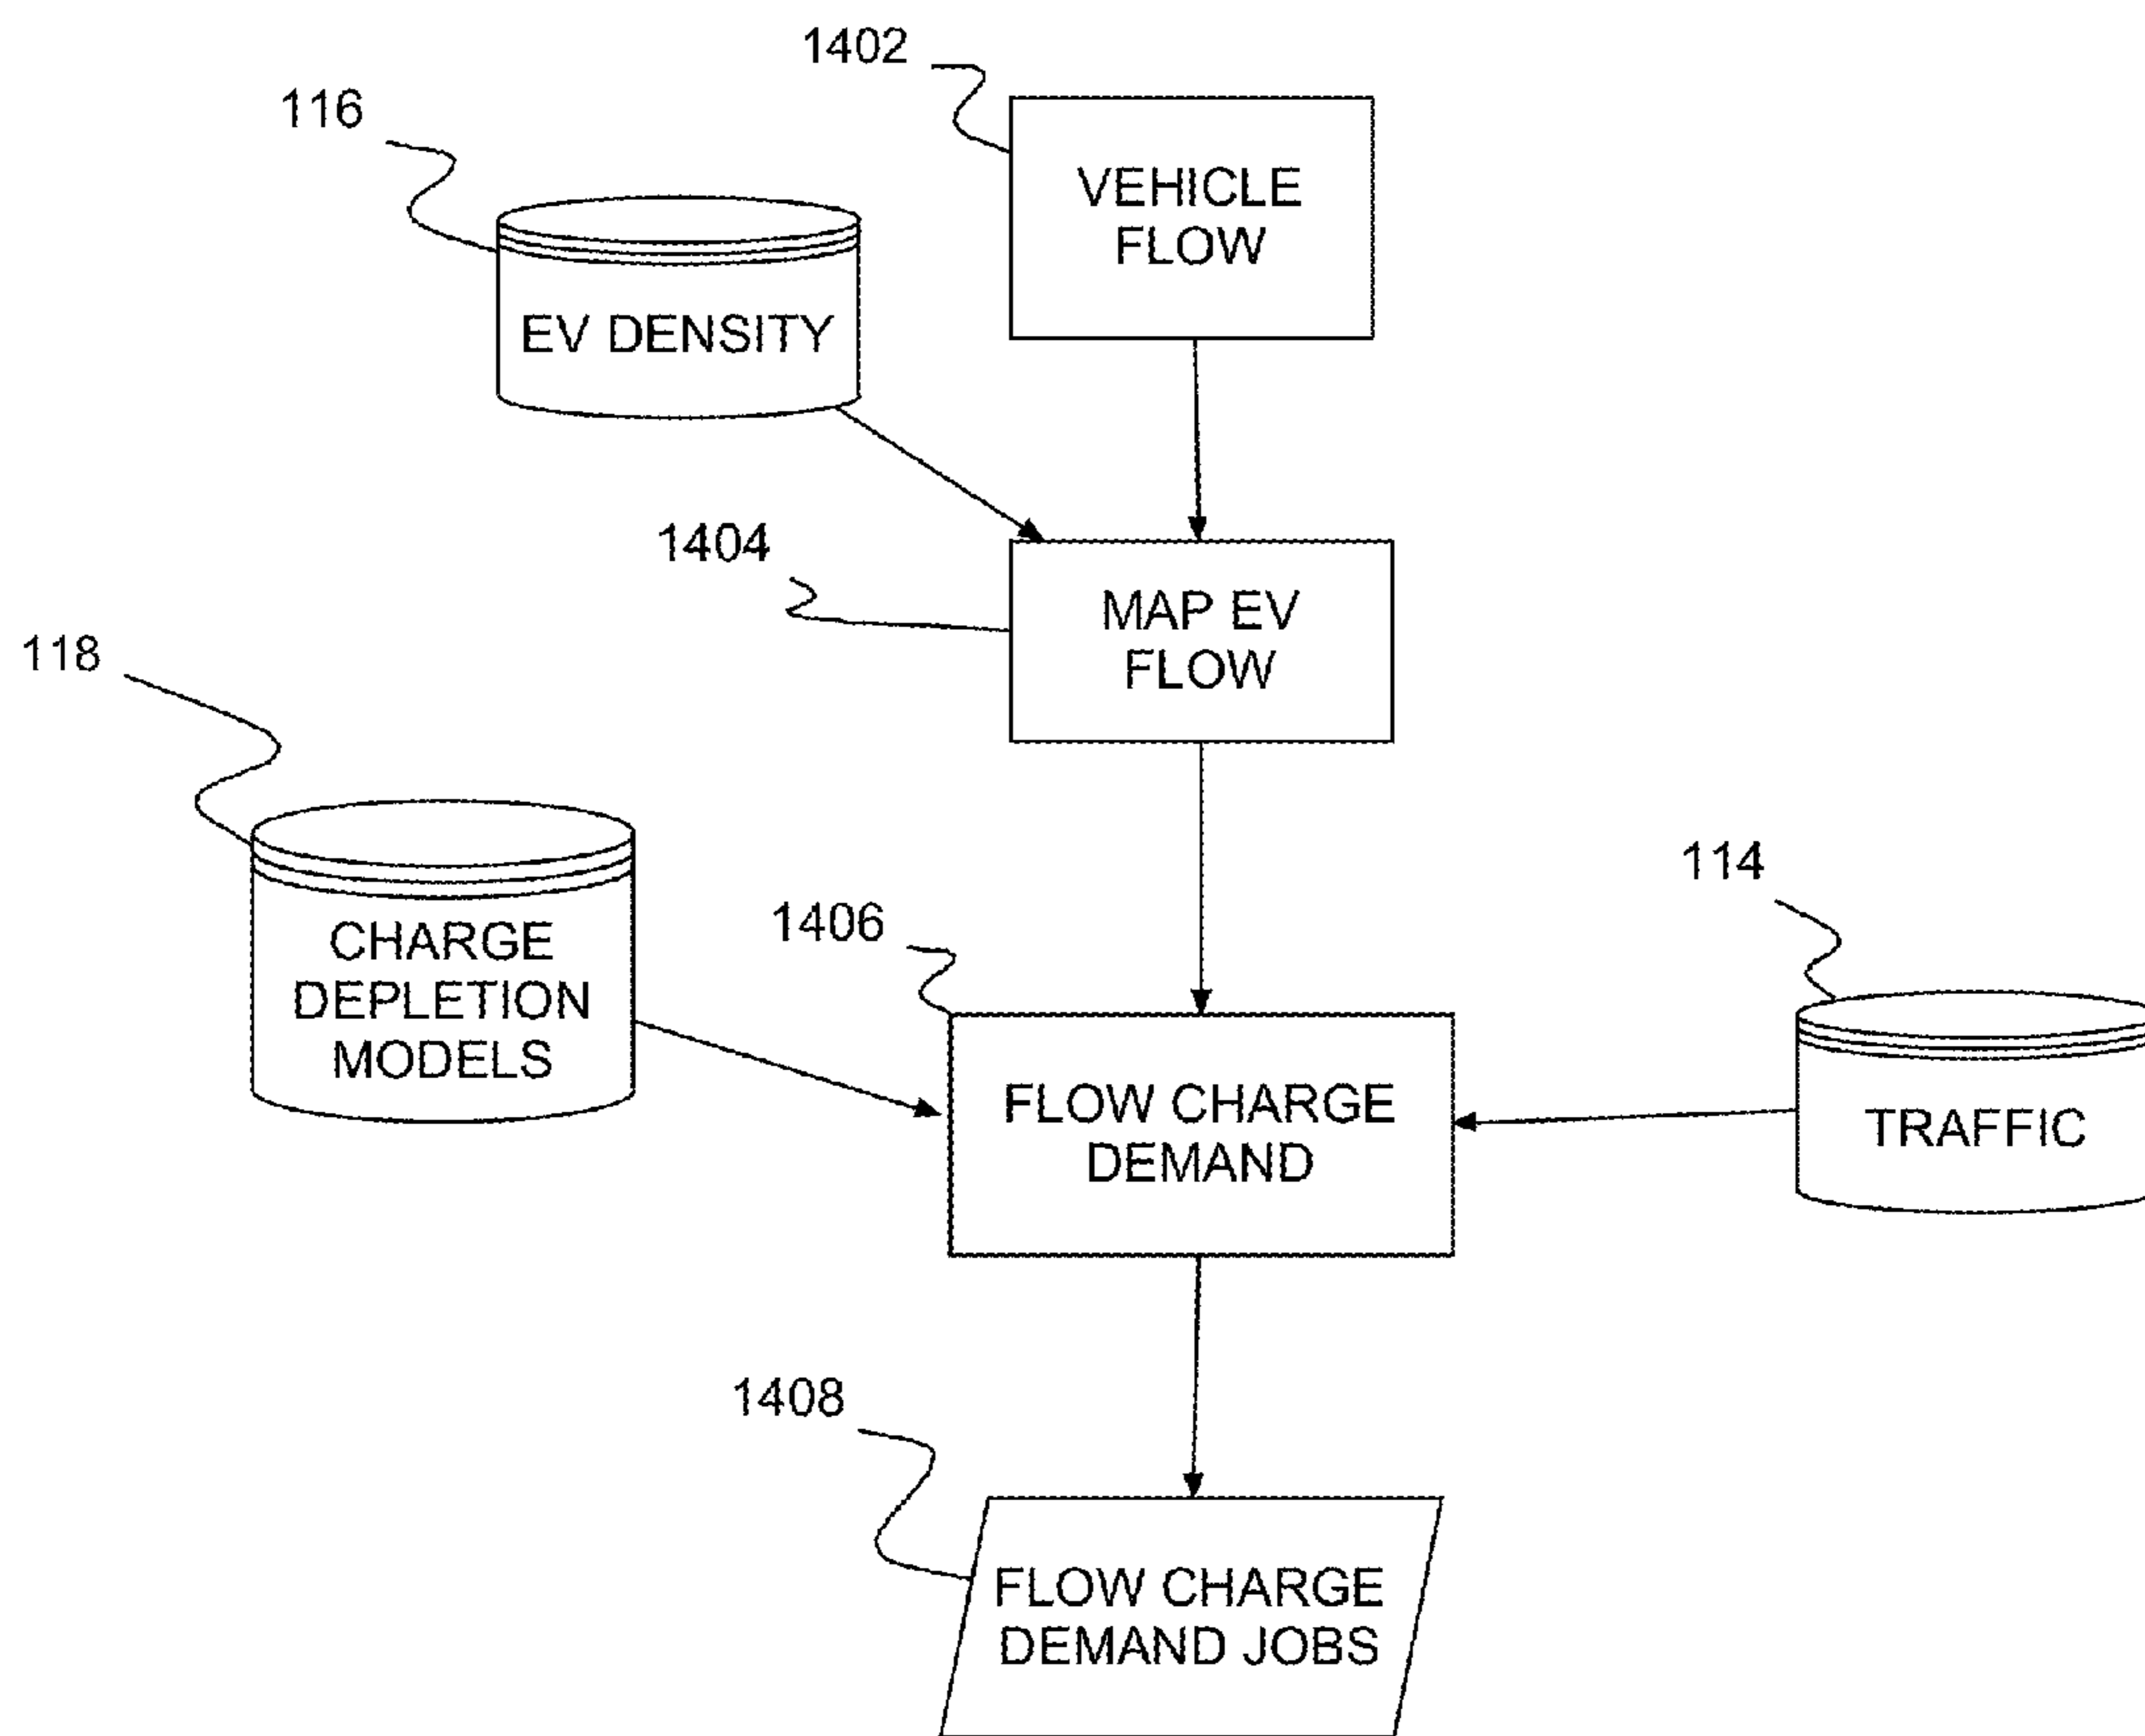 1402
116
VEHICLE
FLOW
EV DENSITY
1404
MAP EV
FLOW
118
114
1406
CHARGE
DEPLETION
MODELS
FLOW CHARGE
DEMAND
TRAFFIC
1408
FLOW CHARGE
DEMAND JOBS